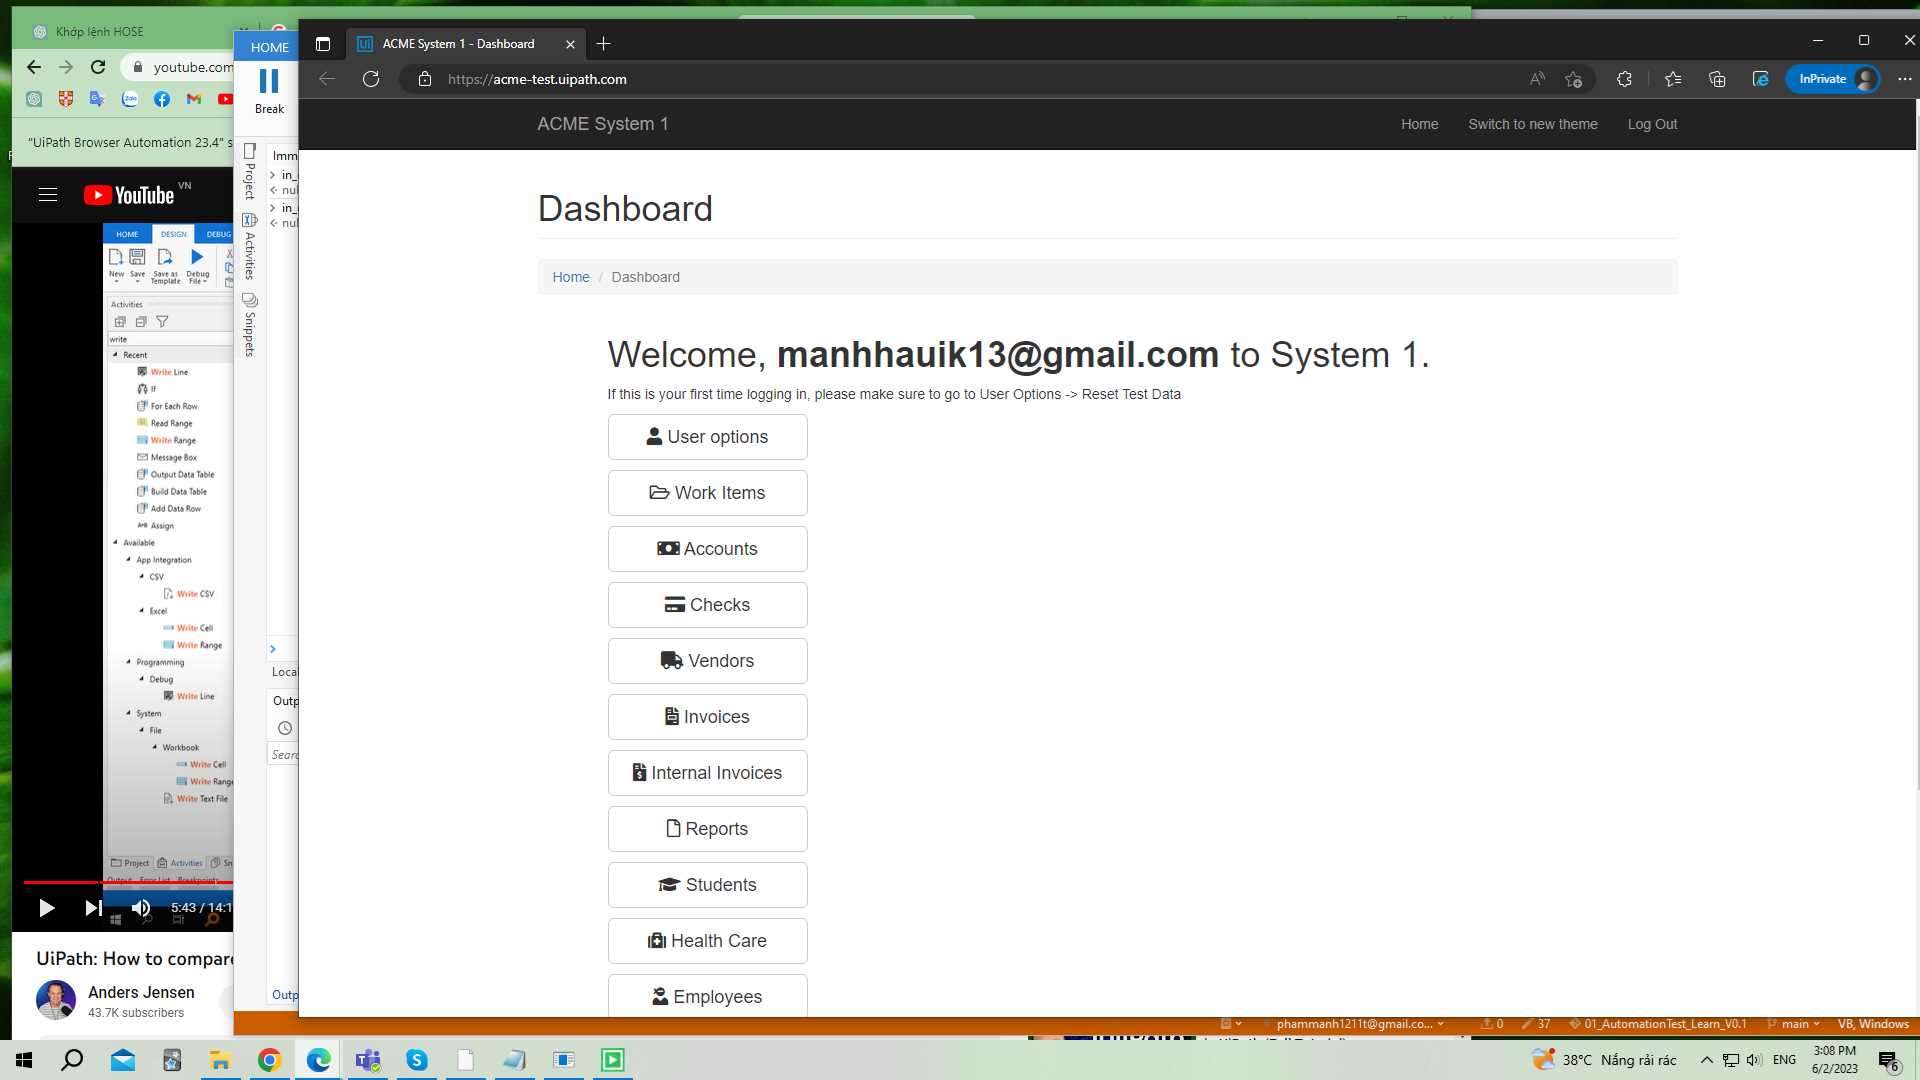 Khớp lệnh HOSE
youtube.com
"UiPath Browser Automation 23.4" s
YouTube VN
HOME DESIGN DEBUG
New Save Save as Template Debug File
Activities
write
Recent
Write Line
If
For Each Row
Read Range
Write Range
Message Box
Output Data Table
Build Data Table
Add Data Row
Assign
Available
App Integration
CSV
Write CSV
Excel
Write Cell
Write Range
Programming
Debug
Write Line
System
File
Workbook
Write Cell
Write Range
Write Text File
Project Activities Sn
Output Error List Breakpoints
5:43 / 14:1
UiPath: How to compare
Anders Jensen
43.7K subscribers
HOME
Break
Project
Activities
Snippets
Imm
in_
nul
in_
nul
Loca
Outp
Searc
Outp
ACME System 1 - Dashboard
https://acme-test.uipath.com
InPrivate
ACME System 1
Home Switch to new theme Log Out
Dashboard
Home / Dashboard
Welcome, manhhauik13@gmail.com to System 1.
If this is your first time logging in, please make sure to go to User Options -> Reset Test Data
User options
Work Items
Accounts
Checks
Vendors
Invoices
Internal Invoices
Reports
Students
Health Care
Employees
phammanh1211t@gmail.co... 0 37 01_AutomationTest_Learn_V0.1 main VB, Windows
38°C Nắng rải rác ENG 3:08 PM
6/2/2023
6